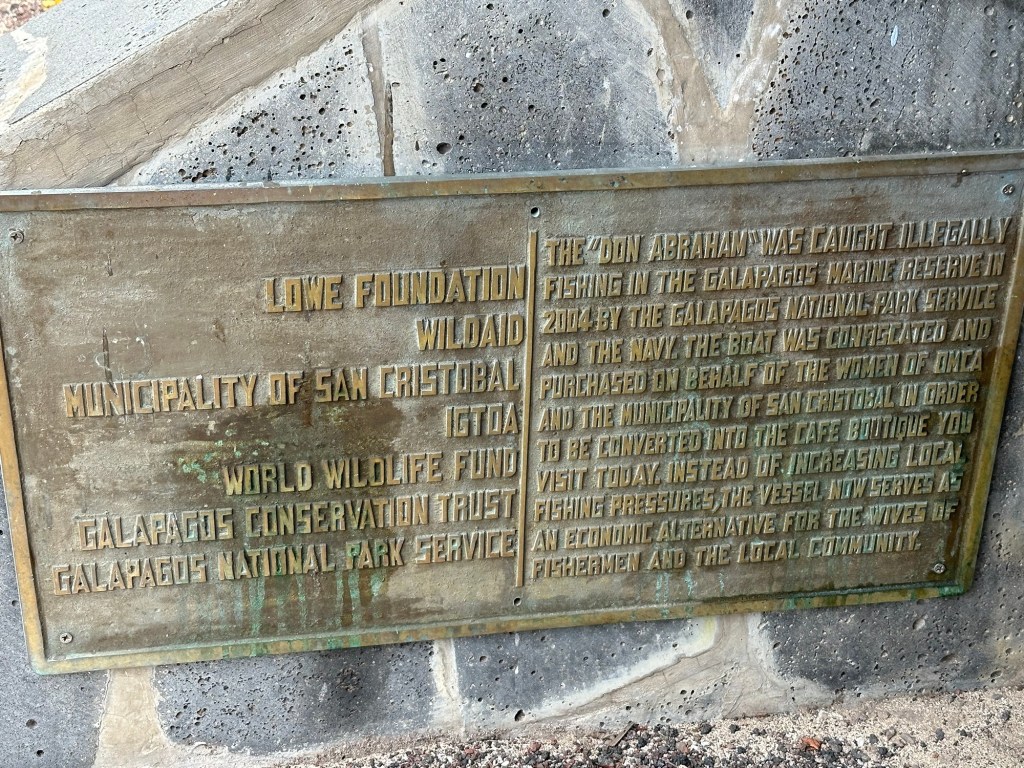 LOWE FOUNDATION
WILDAID
MUNICIPALITY OF SAN CRISTOBAL
IGTOA
WORLD WILDLIFE FUND
GALAPAGOS CONSERVATION TRUST
GALAPAGOS NATIONAL PARK SERVICE
THE "DON ABRAHAM" WAS CAUGHT ILLEGALLY
FISHING IN THE GALAPAGOS MARINE RESERVE IN
2004 BY THE GALAPAGOS NATIONAL PARK SERVICE
AND THE NAVY. THE BOAT WAS CONFISCATED AND
PURCHASED ON BEHALF OF THE WOMEN OF ONCA
AND THE MUNICIPALITY OF SAN CRISTOBAL IN ORDER
TO BE CONVERTED INTO THE CAFE BOUTIQUE YOU
VISIT TODAY. INSTEAD OF INCREASING LOCAL
FISHING PRESSURES, THE VESSEL NOW SERVES AS
AN ECONOMIC ALTERNATIVE FOR THE WIVES OF
FISHERMEN AND THE LOCAL COMMUNITY.